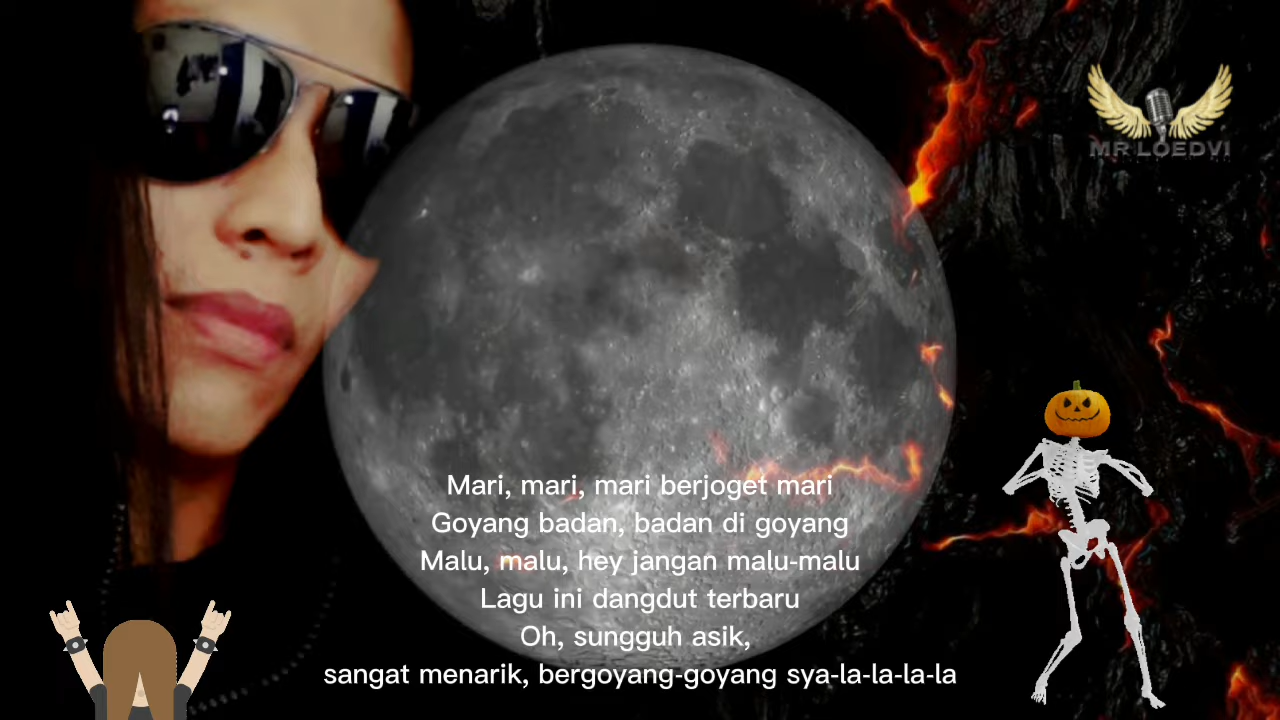 MR LOEDVI
Mari, mari, mari berjoget mari
Goyang badan, badan di goyang
Malu, malu, hey jangan malu-malu
Lagu ini dangdut terbaru
Oh, sungguh asik,
sangat menarik, bergoyang-goyang sya-la-la-la-la